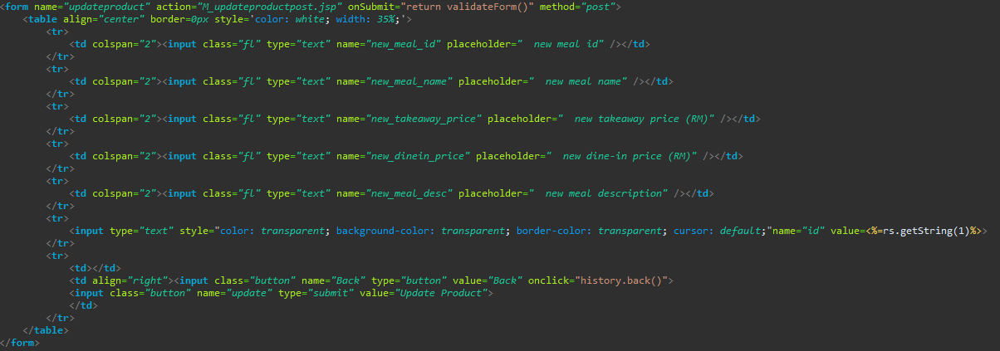 <form name="updateproduct" action="M_updateproductpost.jsp" onSubmit="return validateForm()" method="post">
    <table align="center" border=0px style='color: white; width: 35%;'>
        <tr>
            <td colspan="2"><input class="fl" type="text" name="new_meal_id" placeholder="  new meal id" /></td>
        </tr>
        <tr>
            <td colspan="2"><input class="fl" type="text" name="new_meal_name" placeholder="  new meal name" /></td>
        </tr>
        <tr>
            <td colspan="2"><input class="fl" type="text" name="new_takeaway_price" placeholder="  new takeaway price (RM)" /></td>
        </tr>
        <tr>
            <td colspan="2"><input class="fl" type="text" name="new_dinein_price" placeholder="  new dine-in price (RM)" /></td>
        </tr>
        <tr>
            <td colspan="2"><input class="fl" type="text" name="new_meal_desc" placeholder="  new meal description" /></td>
        </tr>
        <tr>
            <input type="text" style="color: transparent; background-color: transparent; border-color: transparent; cursor: default;"name="id" value=<%=rs.getString(1)%>>
        </tr>
        <tr>
            <td></td>
            <td align="right"><input class="button" name="Back" type="button" value="Back" onclick="history.back()">
            <input class="button" name="update" type="submit" value="Update Product">
            </td>
        </tr>
    </table>
</form>